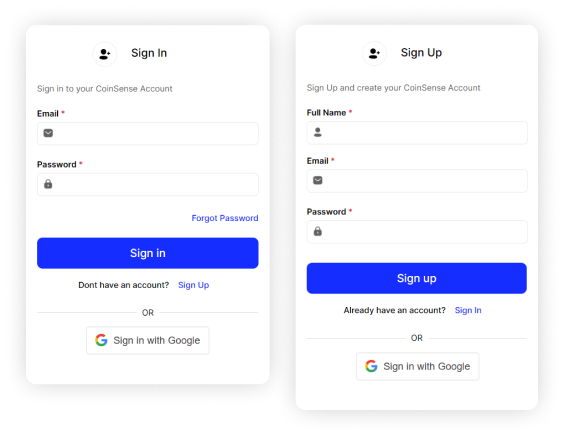 Sign In
Sign in to your CoinSense Account
Email *
Password *
Forgot Password
Sign in
Dont have an account? Sign Up
OR
Sign in with Google
Sign Up
Sign Up and create your CoinSense Account
Full Name *
Email *
Password *
Sign up
Already have an account? Sign In
OR
Sign in with Google